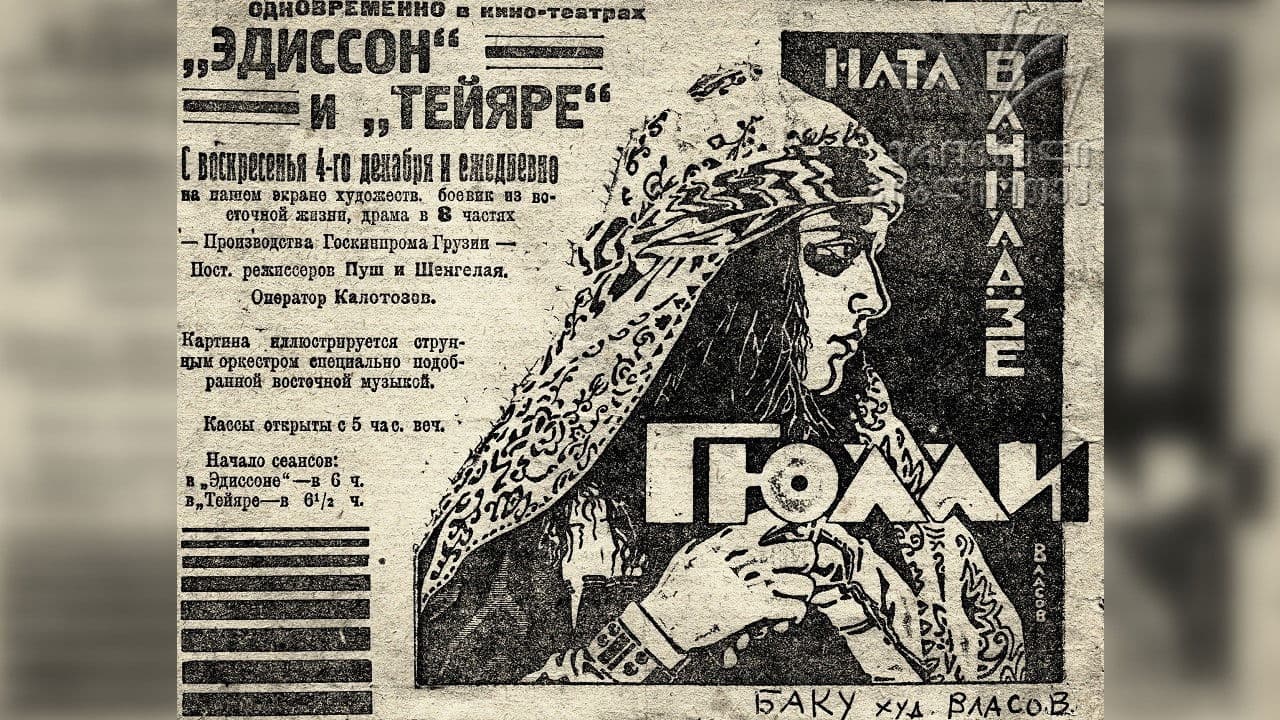 ОДНОВРЕМЕННО в кино-театрах
„ЭДИССОН“
и „ТЕЙЯРЕ“
С воскресенья 4-го декабря и ежедневно
на нашем экране художеств. боевик из во-
сточной жизни, драма в 8 частях
— Производства Госкинпрома Грузии —
Пост. режиссеров Пуш и Шенгелая.
Оператор Калотозов.
Картина иллюстрируется струн-
ным оркестром специально подоб-
ранной восточной музыкой.
Кассы открыты с 5 час. веч.
Начало сеансов:
в „Эдиссоне“—в 6 ч.
в „Тейяре—в 6½ ч.
НАТА
ВАЧНАДЗЕ
ГЮЛЛИ
ВЛАСОВ
БАКУ худ. ВЛАСОВ.